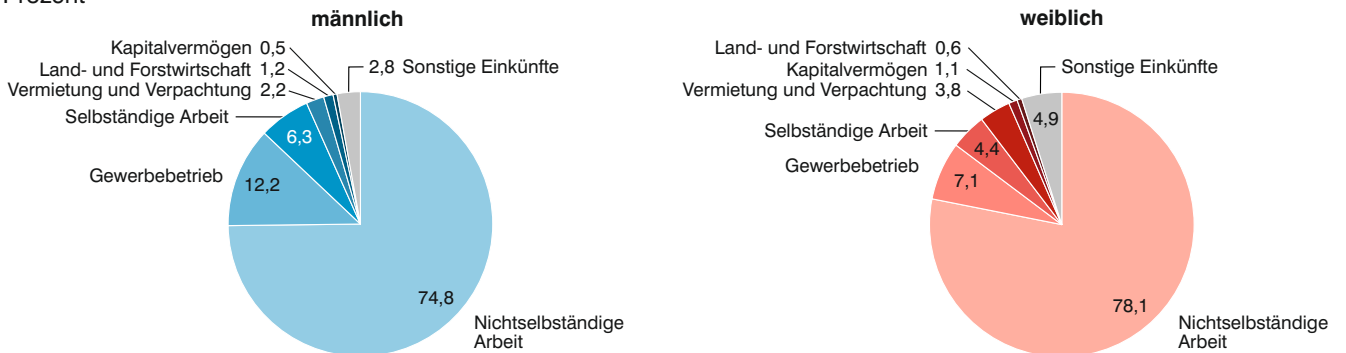 Prozent
männlich
Kapitalvermögen 0,5
Land- und Forstwirtschaft 1,2
Vermietung und Verpachtung 2,2
2,8 Sonstige Einkünfte
Selbständige Arbeit
6,3
Gewerbebetrieb
12,2
74,8
Nichtselbständige
Arbeit
weiblich
Land- und Forstwirtschaft 0,6
Kapitalvermögen 1,1
Vermietung und Verpachtung 3,8
Sonstige Einkünfte
4,9
Selbständige Arbeit
4,4
Gewerbebetrieb
7,1
78,1
Nichtselbständige
Arbeit